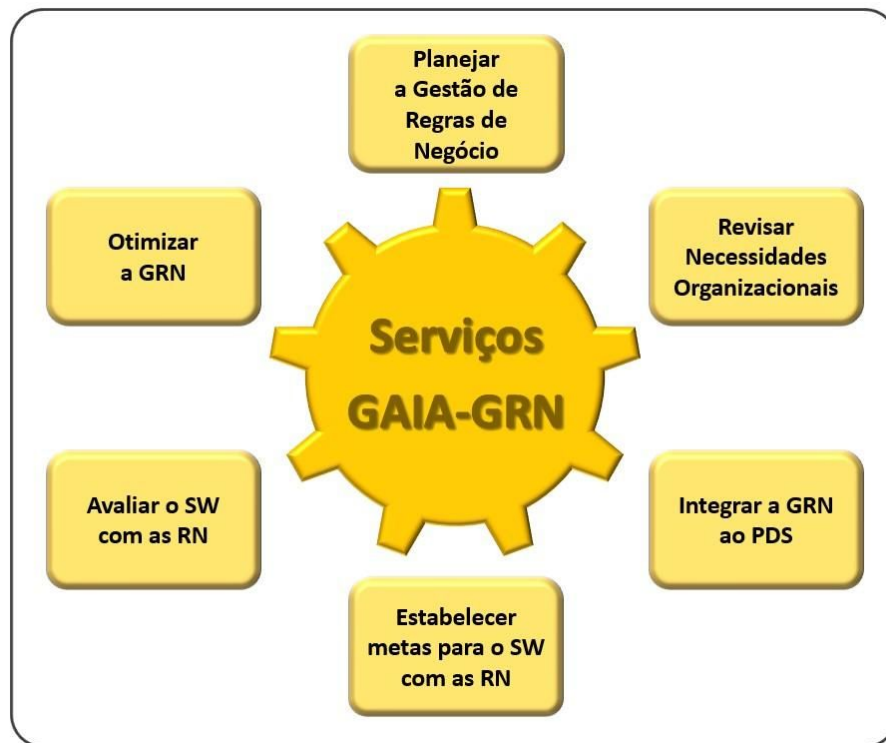 Planejar
a Gestão de
Regras de
Negócio
Otimizar
a GRN
Revisar
Necessidades
Organizacionais
Serviços
GAIA-GRN
Avaliar o SW
com as RN
Integrar a GRN
ao PDS
Estabelecer
metas para o SW
com as RN